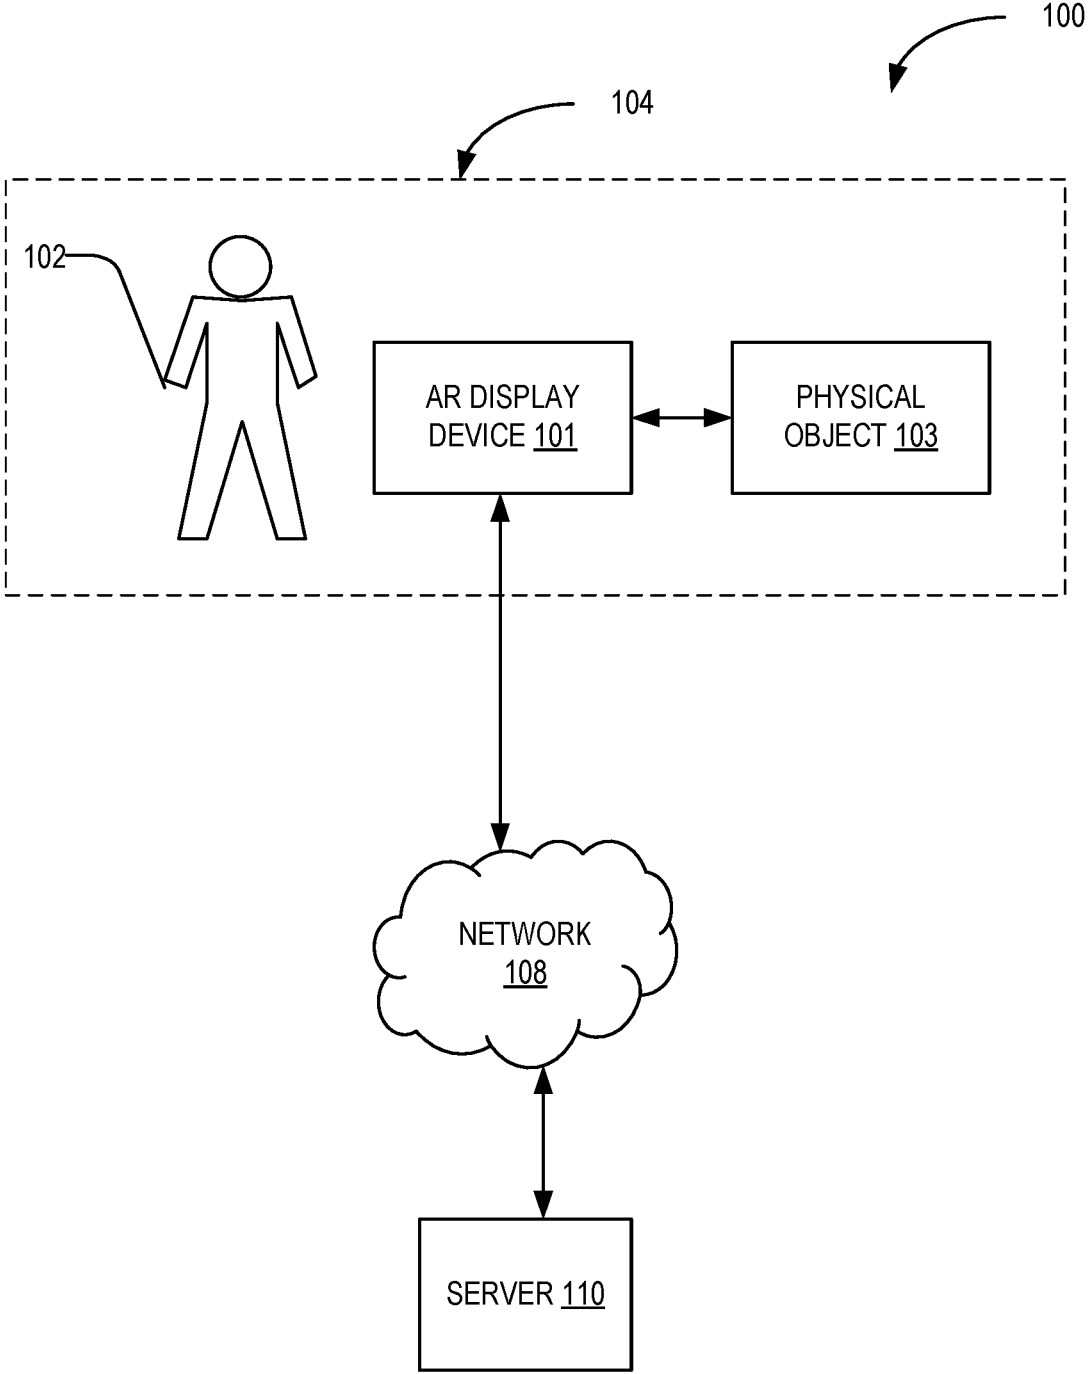 100
104
102
AR DISPLAY
DEVICE 101
PHYSICAL
OBJECT 103
NETWORK
108
SERVER 110